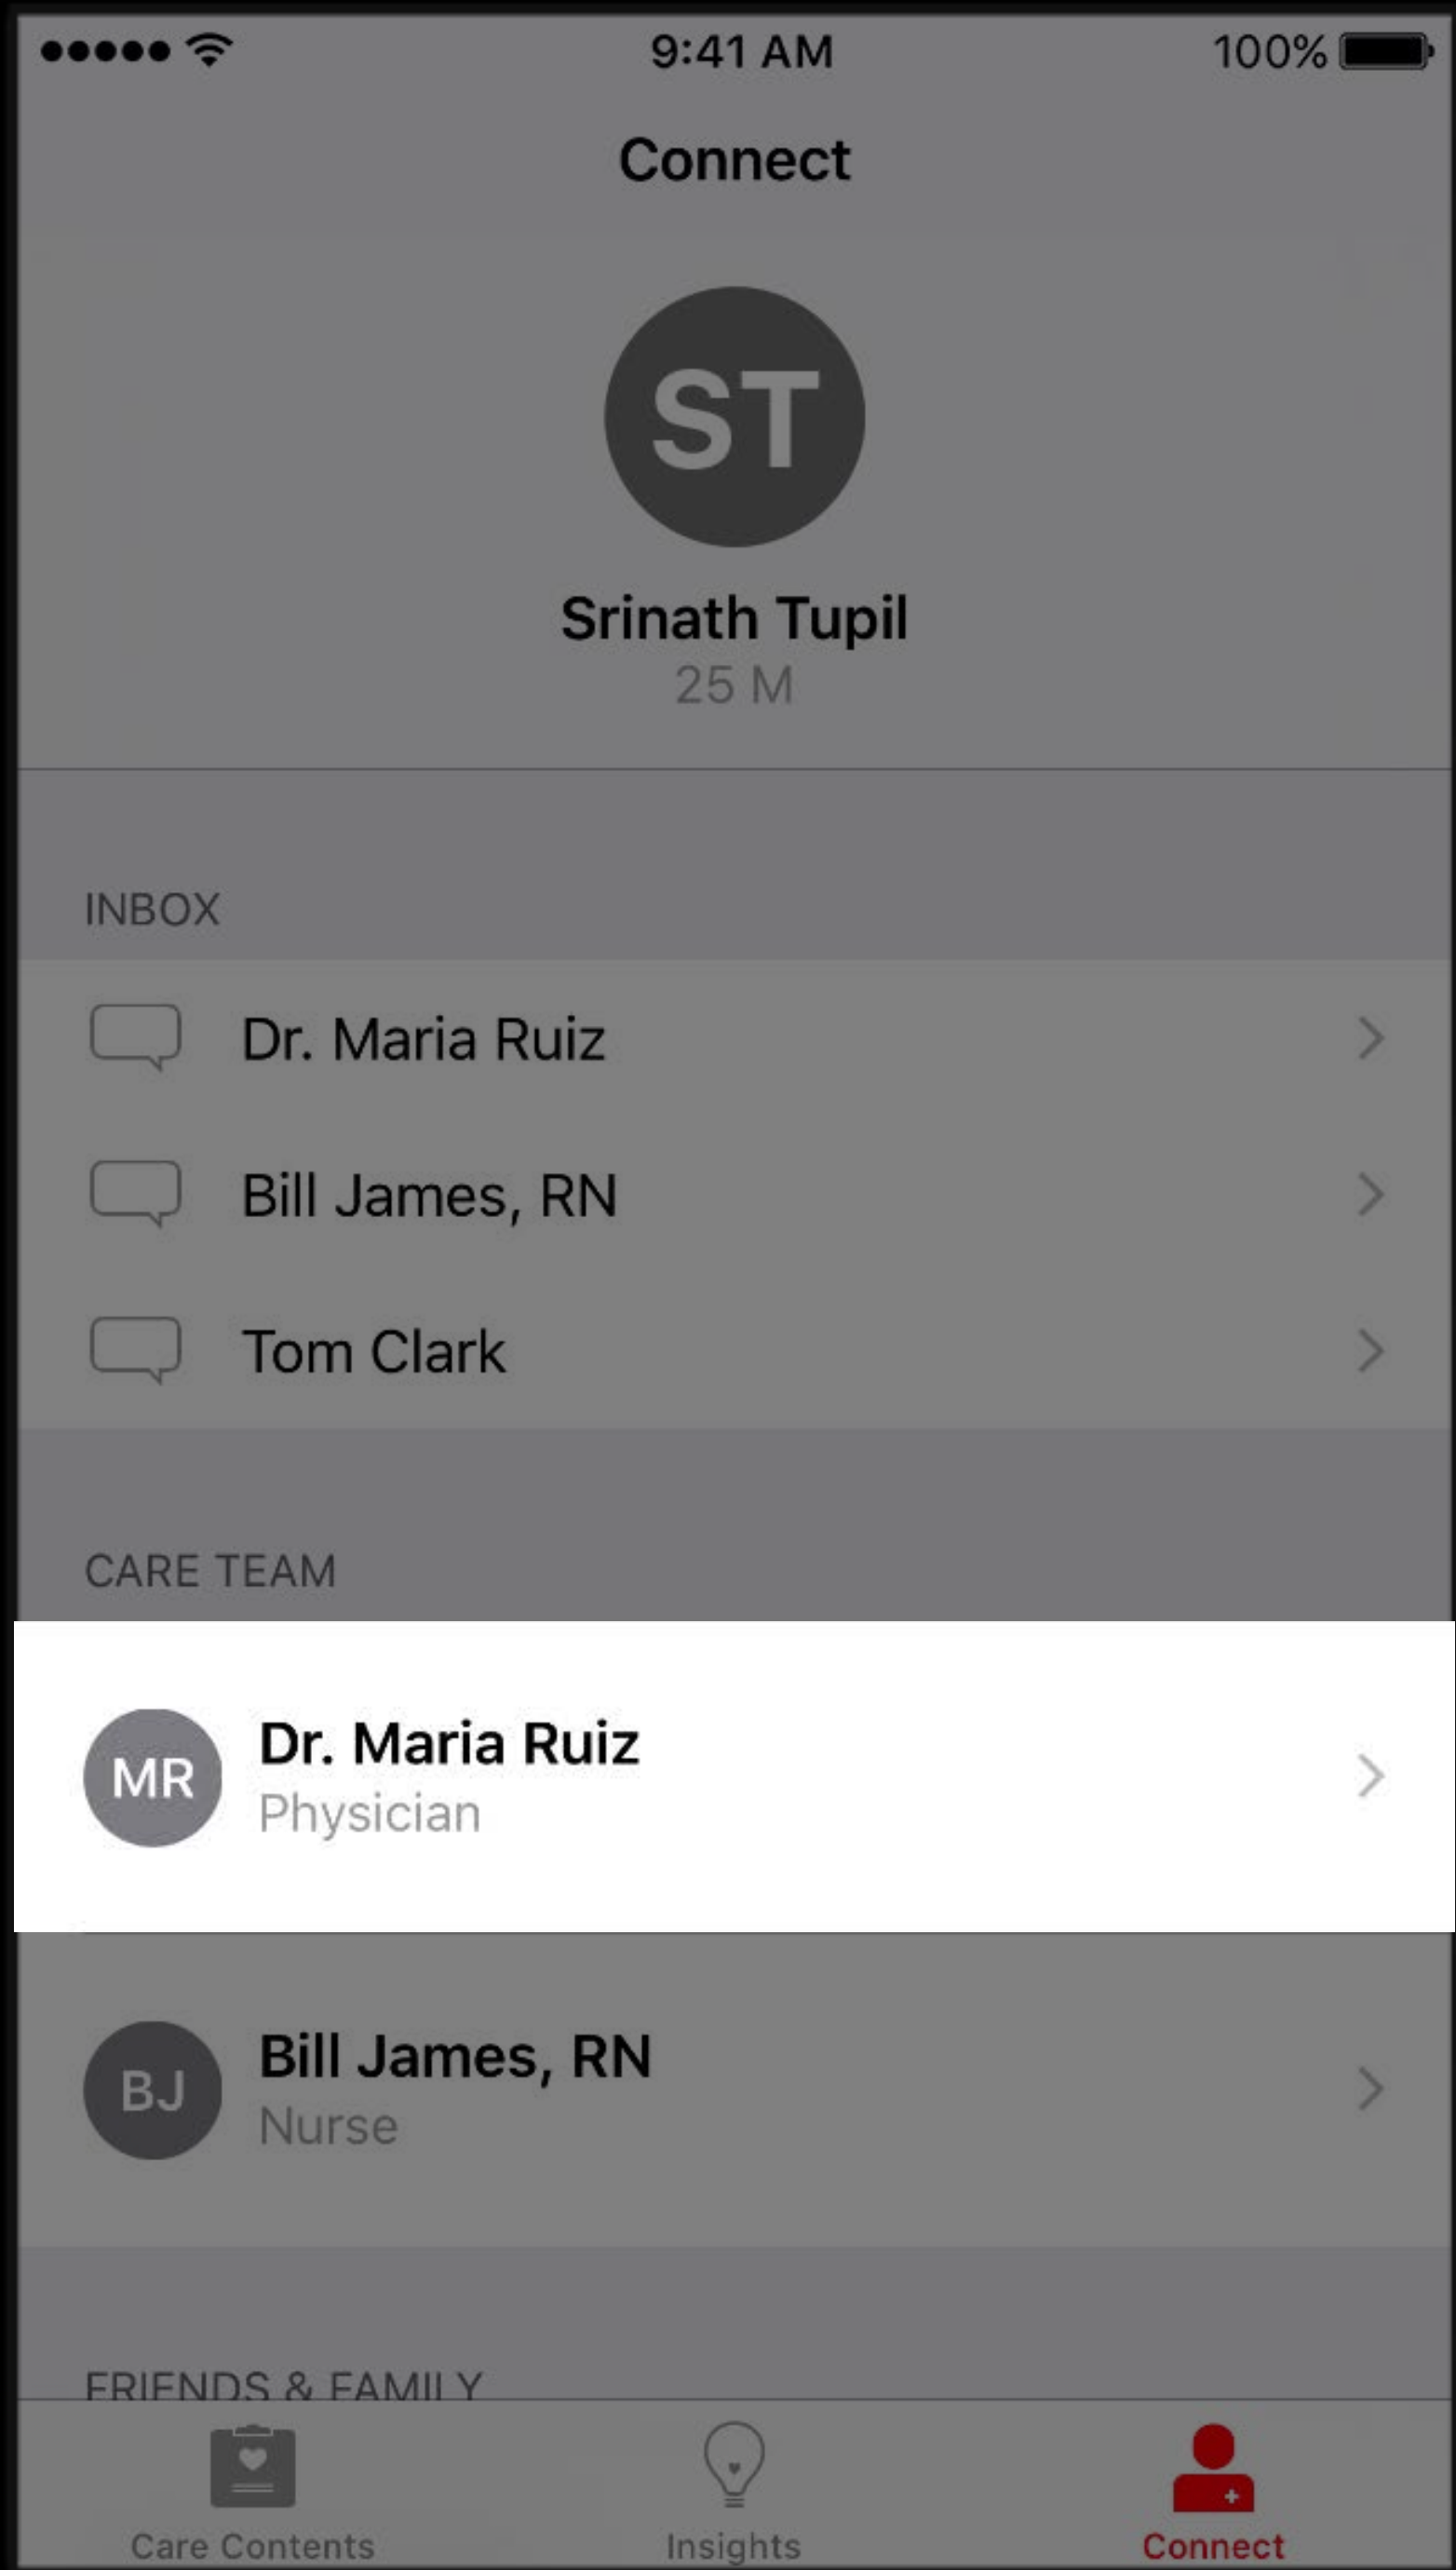 9:41 AM
100%
Connect
ST
Srinath Tupil
25 M
INBOX
Dr. Maria Ruiz
Bill James, RN
Tom Clark
CARE TEAM
MR
Dr. Maria Ruiz
Physician
BJ
Bill James, RN
Nurse
FRIENDS & FAMILY
Care Contents
Insights
Connect